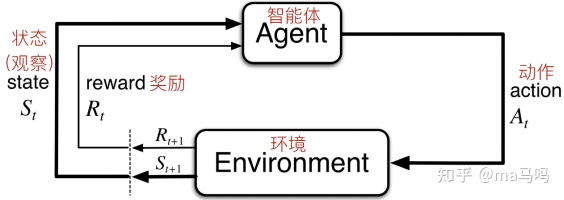 智能体
Agent
状态
(观察)
state
S_t
reward 奖励
R_t
动作
action
A_t
R_{t+1}
S_{t+1}
环境
Environment
知乎 @ma马吗